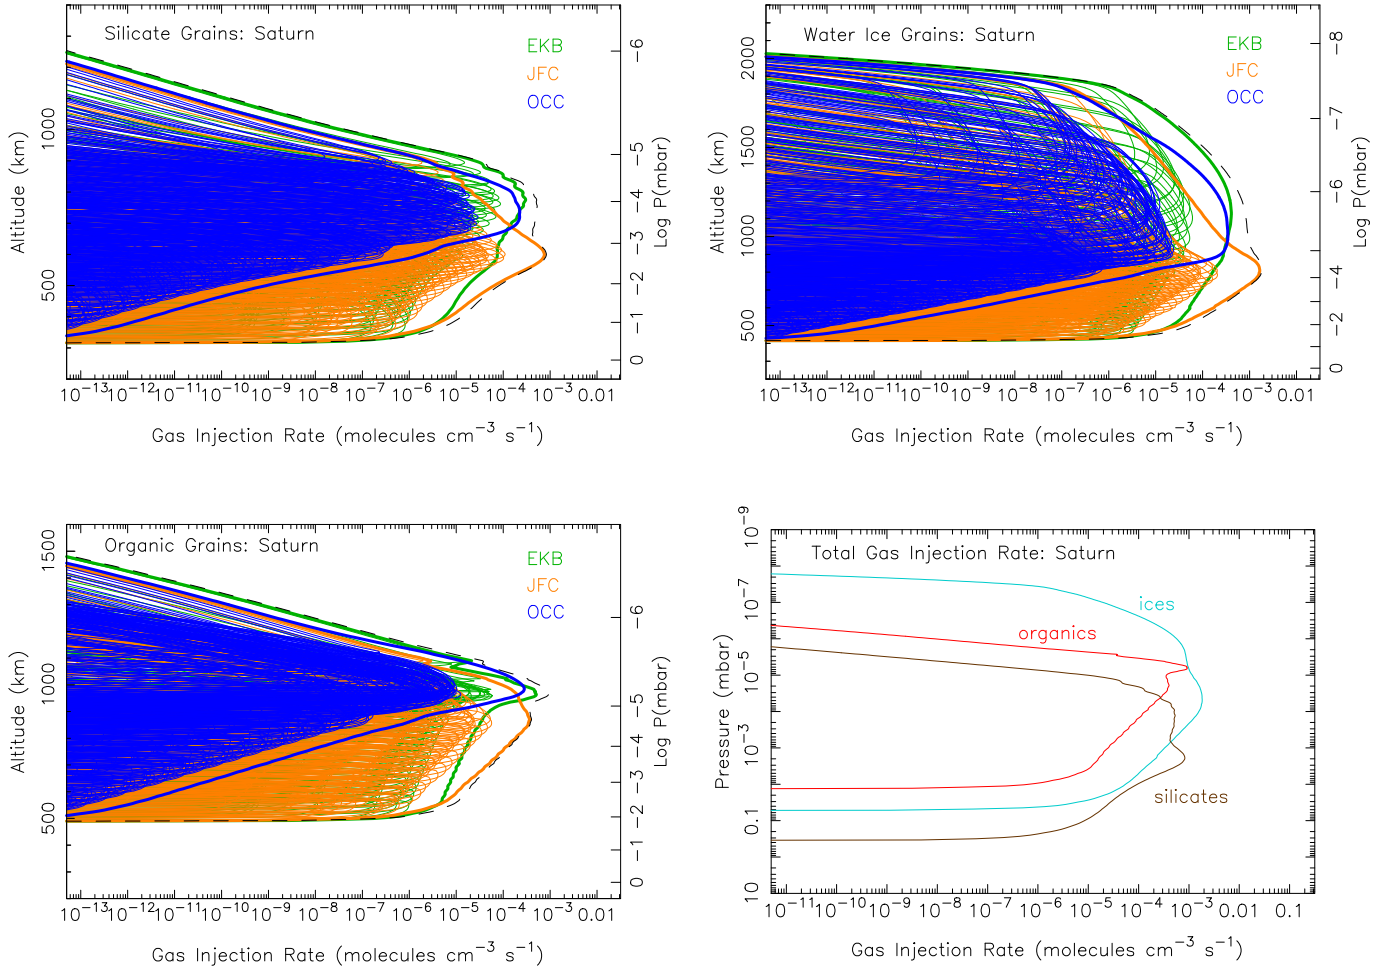 Silicate Grains: Saturn
EKB
JFC
OCC
Altitude (km)
500
1000
Log P(mbar)
−6
−5
−4
−3
−2
−1
0
10−13 10−12 10−11 10−10 10−9 10−8 10−7 10−6 10−5 10−4 10−3 0.01
Gas Injection Rate (molecules cm−3 s−1)
Water Ice Grains: Saturn
EKB
JFC
OCC
Altitude (km)
500
1000
1500
2000
Log P(mbar)
−8
−7
−6
−5
−4
−2
0
10−13 10−12 10−11 10−10 10−9 10−8 10−7 10−6 10−5 10−4 10−3 0.01
Gas Injection Rate (molecules cm−3 s−1)
Organic Grains: Saturn
EKB
JFC
OCC
Altitude (km)
500
1000
1500
Log P(mbar)
−6
−5
−4
−3
−2
−1
0
10−13 10−12 10−11 10−10 10−9 10−8 10−7 10−6 10−5 10−4 10−3 0.01
Gas Injection Rate (molecules cm−3 s−1)
Total Gas Injection Rate: Saturn
ices
organics
silicates
Pressure (mbar)
10−9
10−7
10−5
10−3
0.1
10
10−11 10−10 10−9 10−8 10−7 10−6 10−5 10−4 10−3 0.01 0.1
Gas Injection Rate (molecules cm−3 s−1)